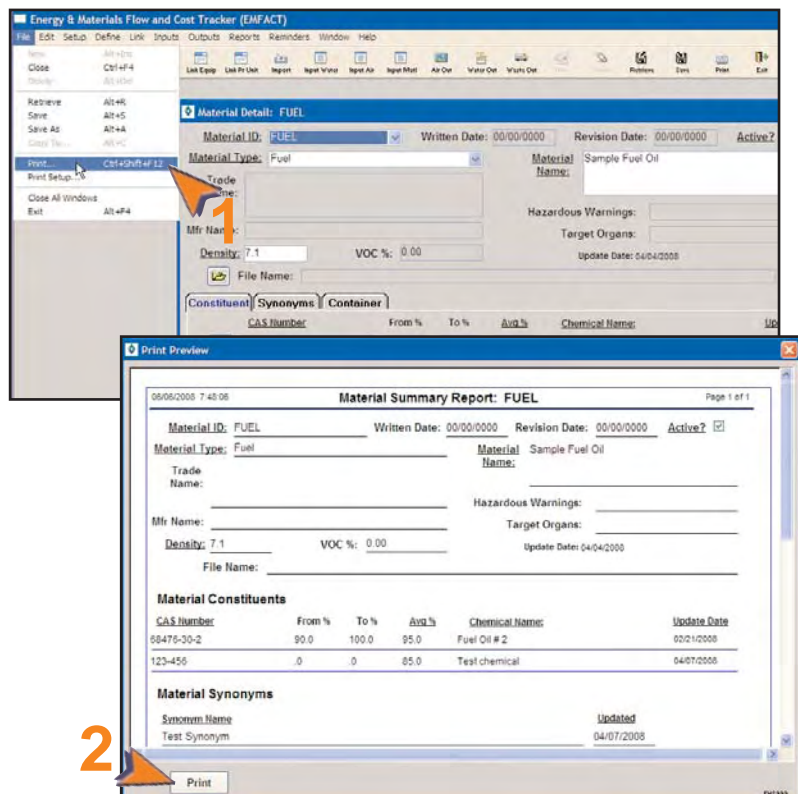 Energy & Materials Flow and Cost Tracker (EMFACT)
File Edit Setup Define Link Inputs Outputs Reports Reminders Window Help
Close Ctrl+F4
Link Equip Link Pr Unit Import Input Water Input Air Input Matl Air Out Water Out Waste Out Retrieve Save Print Exit
Retrieve Alt+R
Save Alt+S
Save As Alt+A
Print... Ctrl+Shift+F12
Print Setup...
Close All Windows
Exit Alt+F4
1
Material Detail: FUEL
Material ID: FUEL Written Date: 00/00/0000 Revision Date: 00/00/0000 Active?
Material Type: Fuel Material Name: Sample Fuel Oil
Trade
Hazardous Warnings:
Mfr Name: Target Organs:
Density: 7.1 VOC %: 0.00 Update Date: 04/04/2008
File Name:
Constituent Synonyms Container
CAS Number From % To % Avg % Chemical Name: Up
Print Preview
7:48:06 Material Summary Report: FUEL Page 1 of 1
Material ID: FUEL Written Date: 00/00/0000 Revision Date: 00/00/0000 Active?
Material Type: Fuel Material Name: Sample Fuel Oil
Trade Name:
Hazardous Warnings:
Mfr Name: Target Organs:
Density: 7.1 VOC %: 0.00 Update Date: 04/04/2008
File Name:
Material Constituents
CAS Number From % To % Avg % Chemical Name: Update Date
68476-30-2 90.0 100.0 95.0 Fuel Oil # 2 02/21/2008
123-456 .0 .0 85.0 Test chemical 04/07/2008
Material Synonyms
Synonym Name Updated
Test Synonym 04/07/2008
2
Print